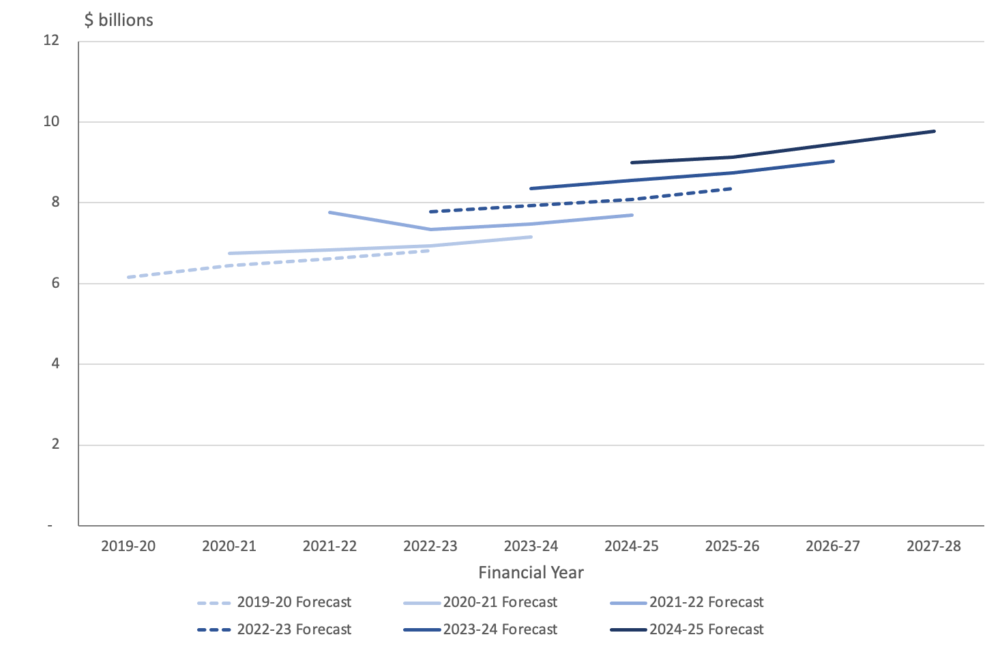 $ billions
12
10
8
6
4
2
-
2019-20 2020-21 2021-22 2022-23 2023-24 2024-25 2025-26 2026-27 2027-28
Financial Year
2019-20 Forecast 2020-21 Forecast 2021-22 Forecast
2022-23 Forecast 2023-24 Forecast 2024-25 Forecast